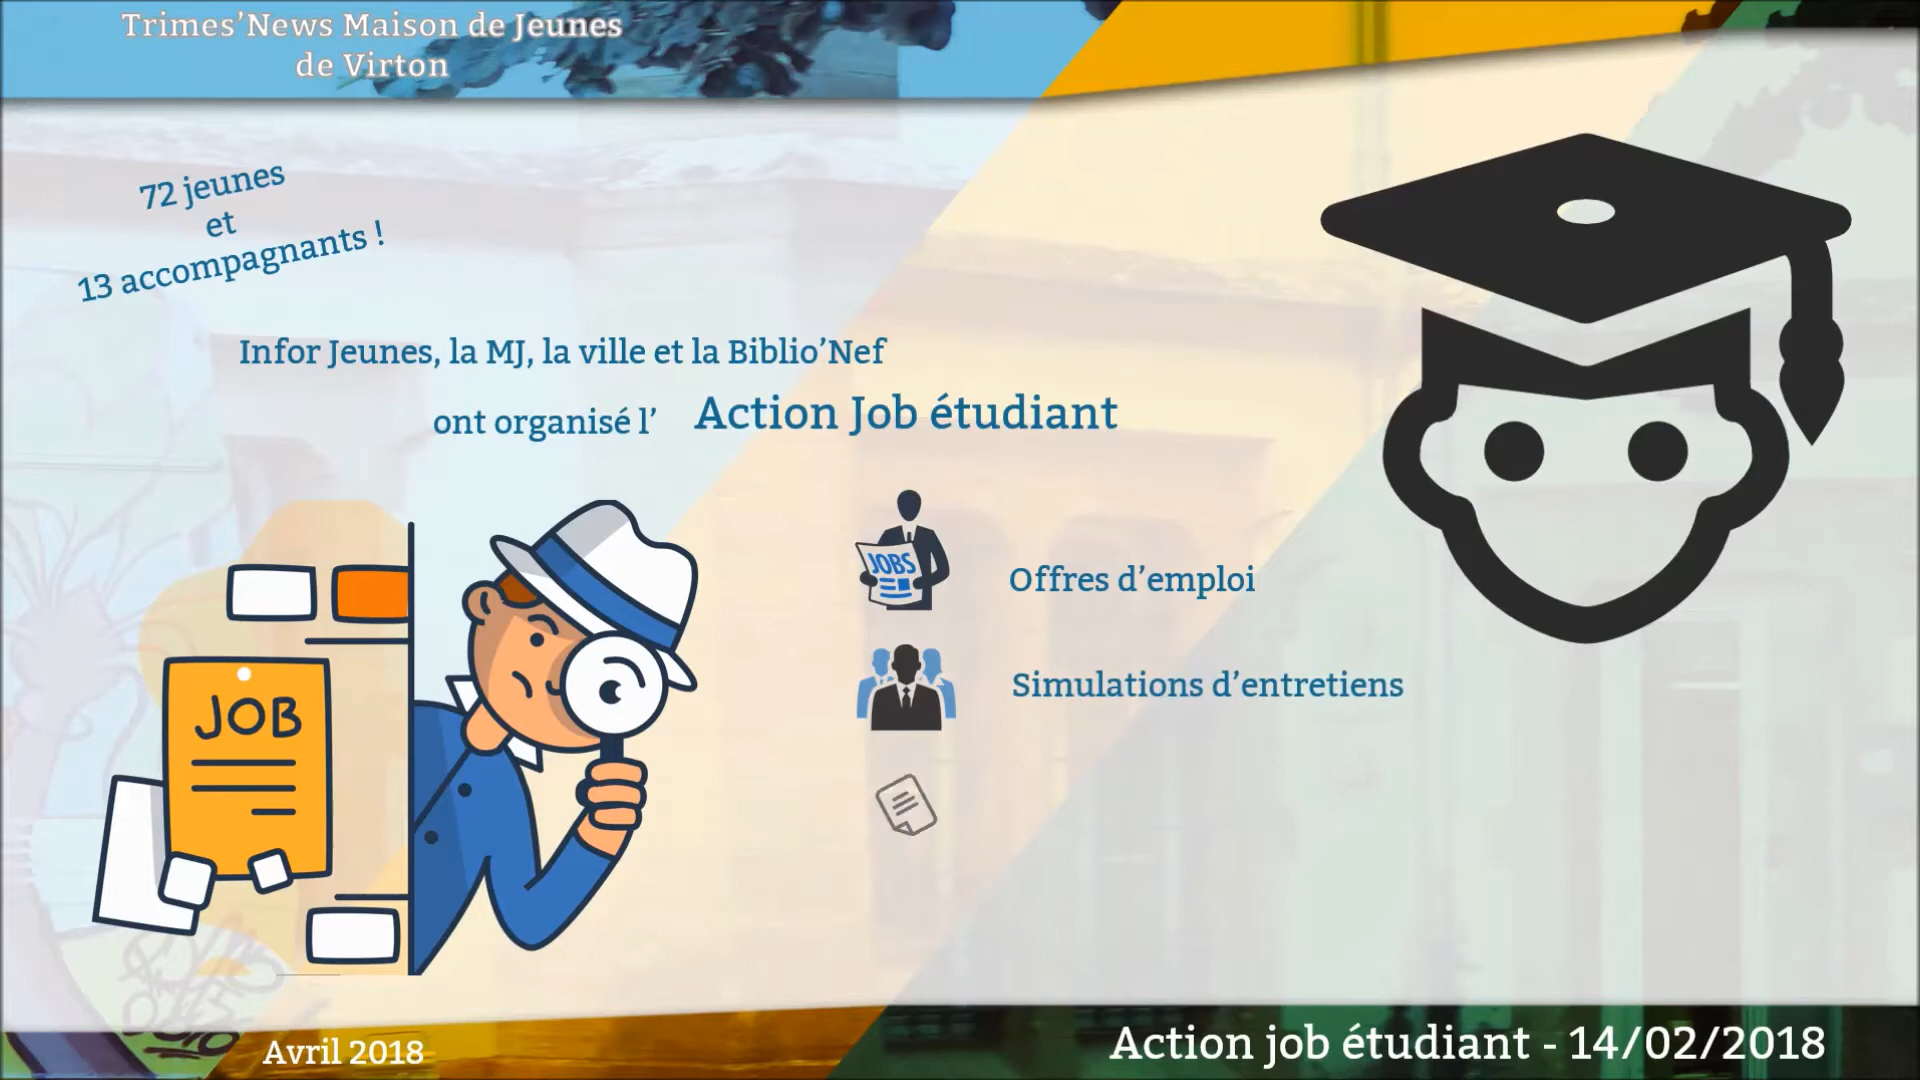 Trimes’News Maison de Jeunes
de Virton
72 jeunes
et
13 accompagnants !
Infor Jeunes, la MJ, la ville et la Biblio’Nef
ont organisé l’ Action Job étudiant
JOBS
Offres d’emploi
Simulations d’entretiens
JOB
Avril 2018
Action job étudiant - 14/02/2018